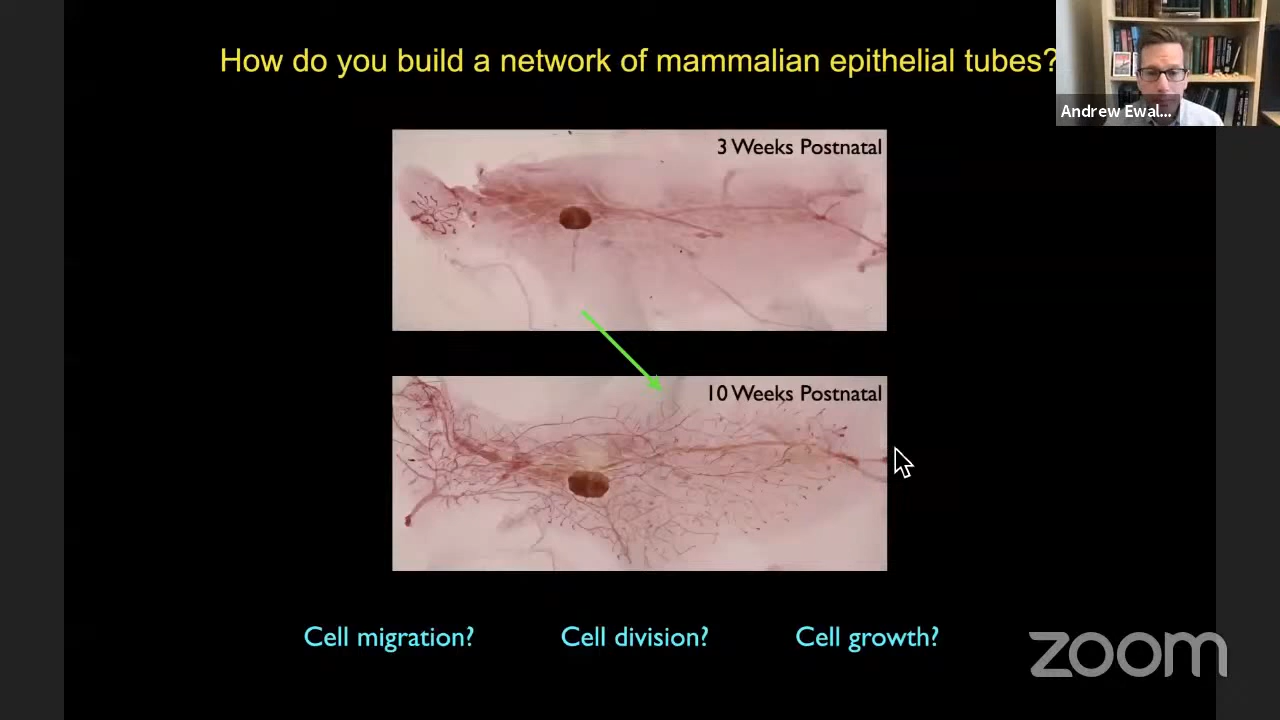 How do you build a network of mammalian epithelial tubes?
Andrew Ewal...
3 Weeks Postnatal
10 Weeks Postnatal
Cell migration? Cell division? Cell growth?
zoom